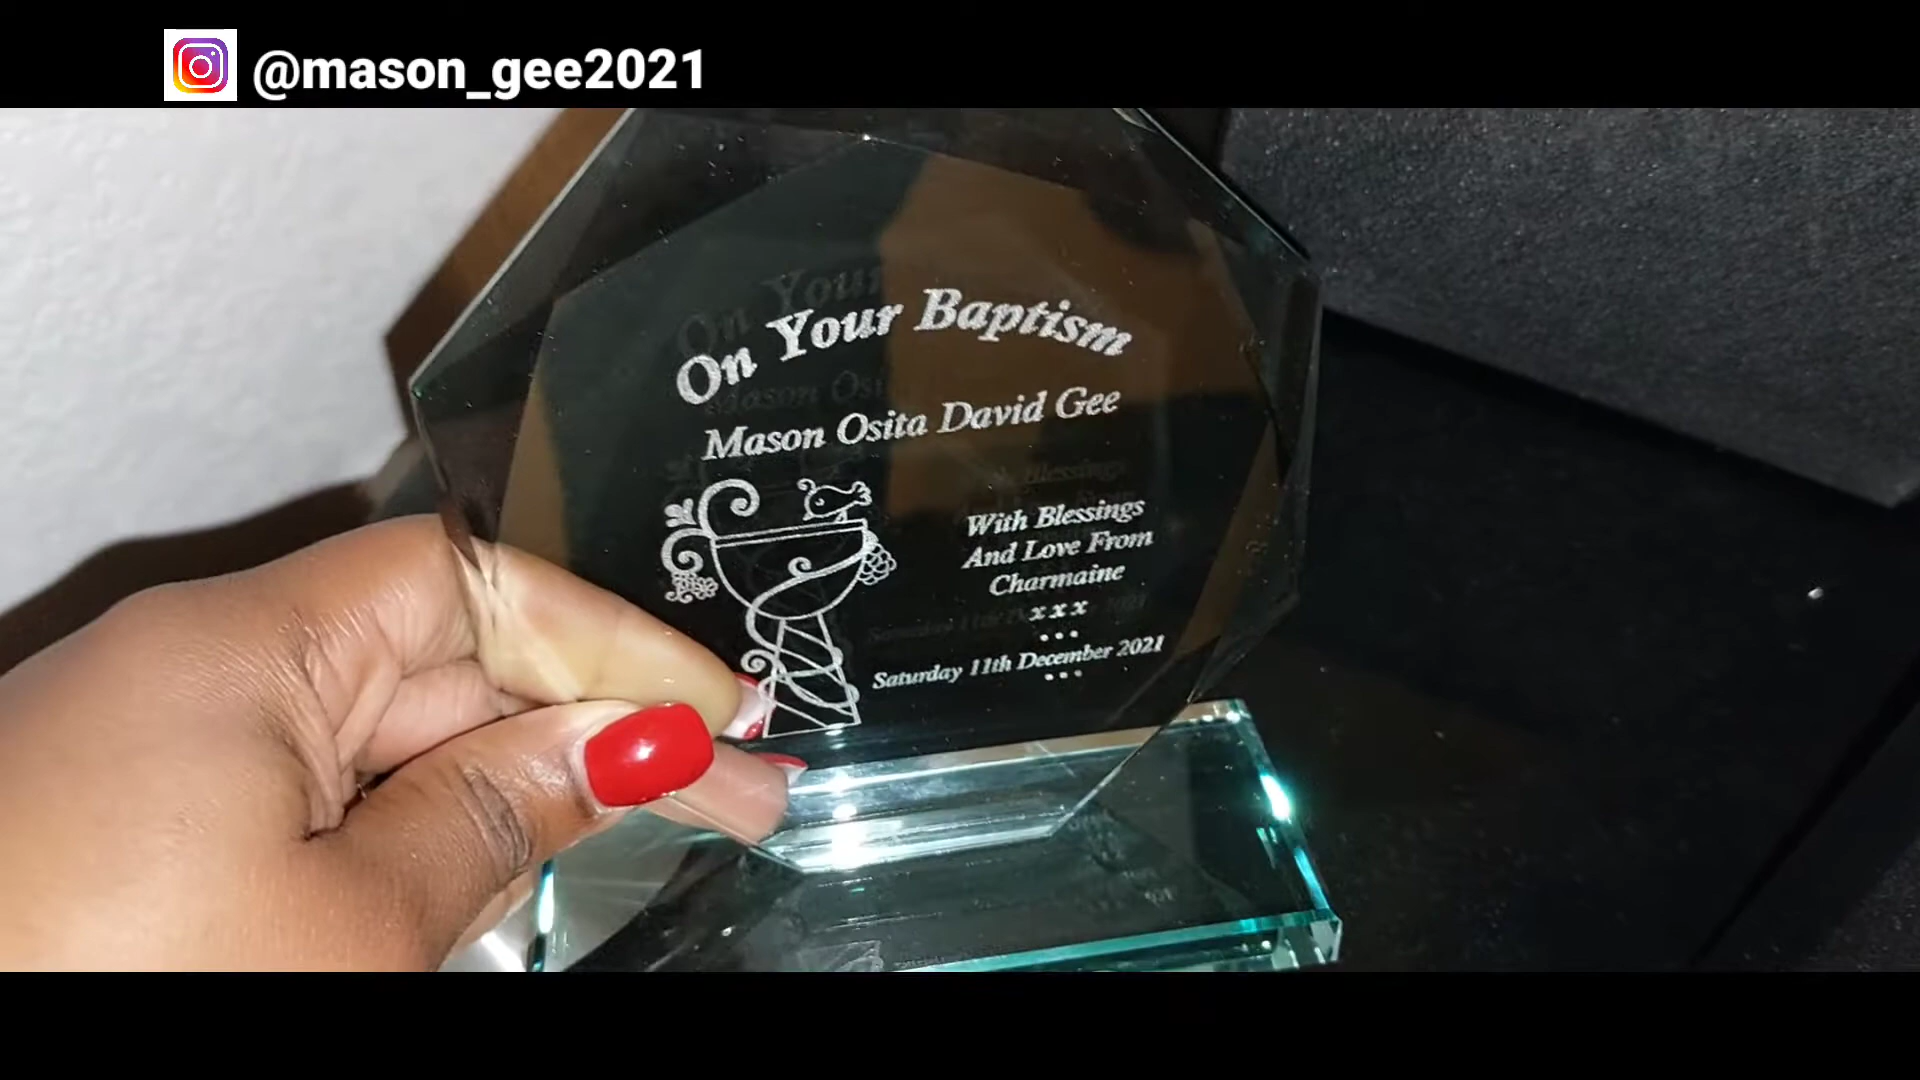 @mason_gee2021
On Your Baptism
Mason Osita David Gee
With Blessings
And Love From
Charmaine
x x x
• • •
Saturday 11th December 2021
• • •